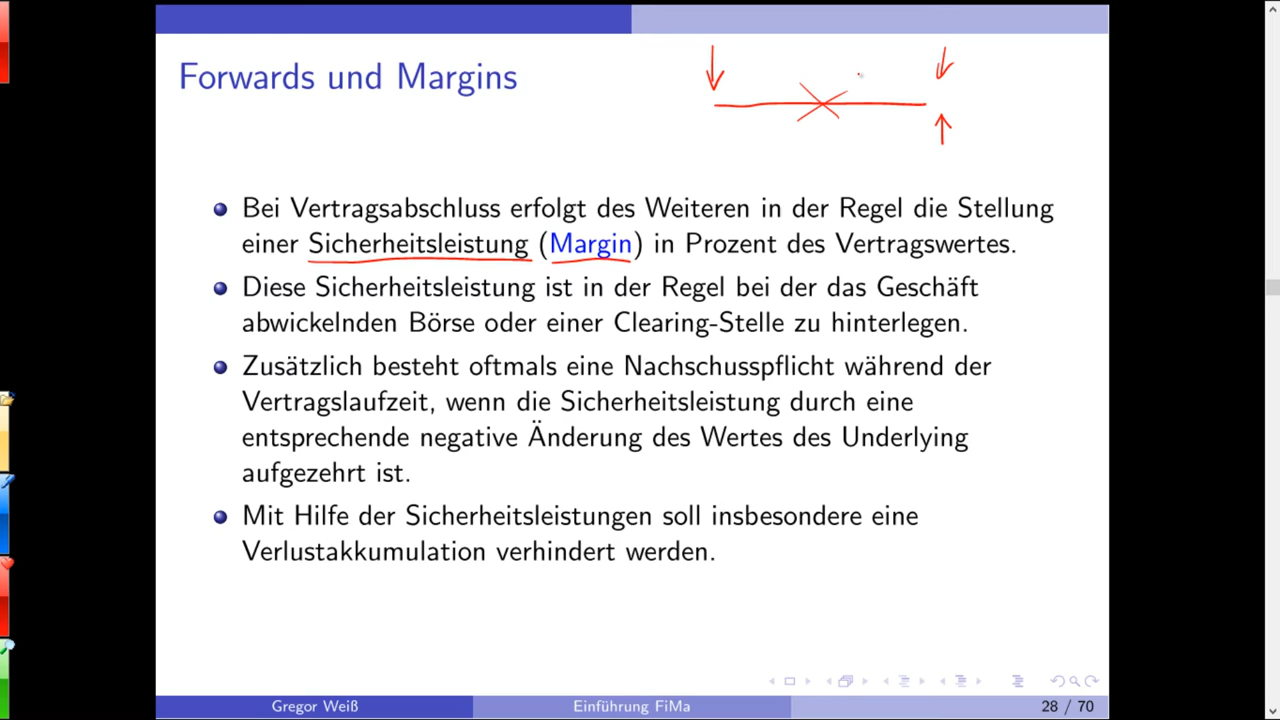 Forwards und Margins
Bei Vertragsabschluss erfolgt des Weiteren in der Regel die Stellung
einer Sicherheitsleistung (Margin) in Prozent des Vertragswertes.
Diese Sicherheitsleistung ist in der Regel bei der das Geschäft
abwickelnden Börse oder einer Clearing-Stelle zu hinterlegen.
Zusätzlich besteht oftmals eine Nachschusspflicht während der
Vertragslaufzeit, wenn die Sicherheitsleistung durch eine
entsprechende negative Änderung des Wertes des Underlying
aufgezehrt ist.
Mit Hilfe der Sicherheitsleistungen soll insbesondere eine
Verlustakkumulation verhindert werden.
Gregor Weiß
Einführung FiMa
28 / 70